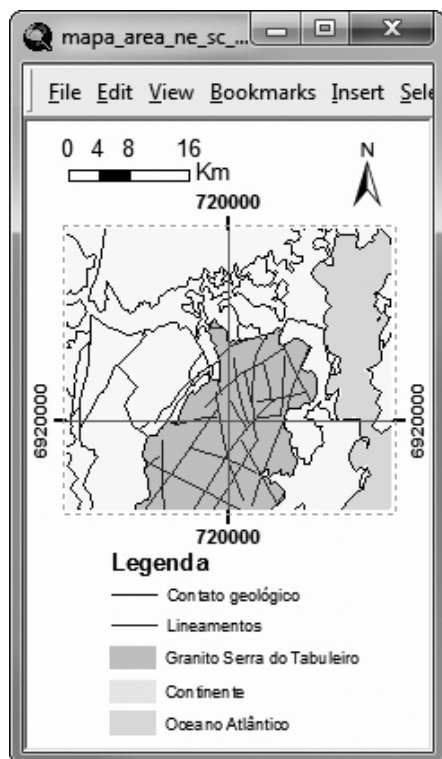 mapa_area_ne_sc_...
File Edit View Bookmarks Insert Sele
0 4 8 16
Km
N
720000
6920000
6920000
720000
Legenda
Contato geológico
Lineamentos
Granito Serra do Tabuleiro
Continente
Oceano Atlântico